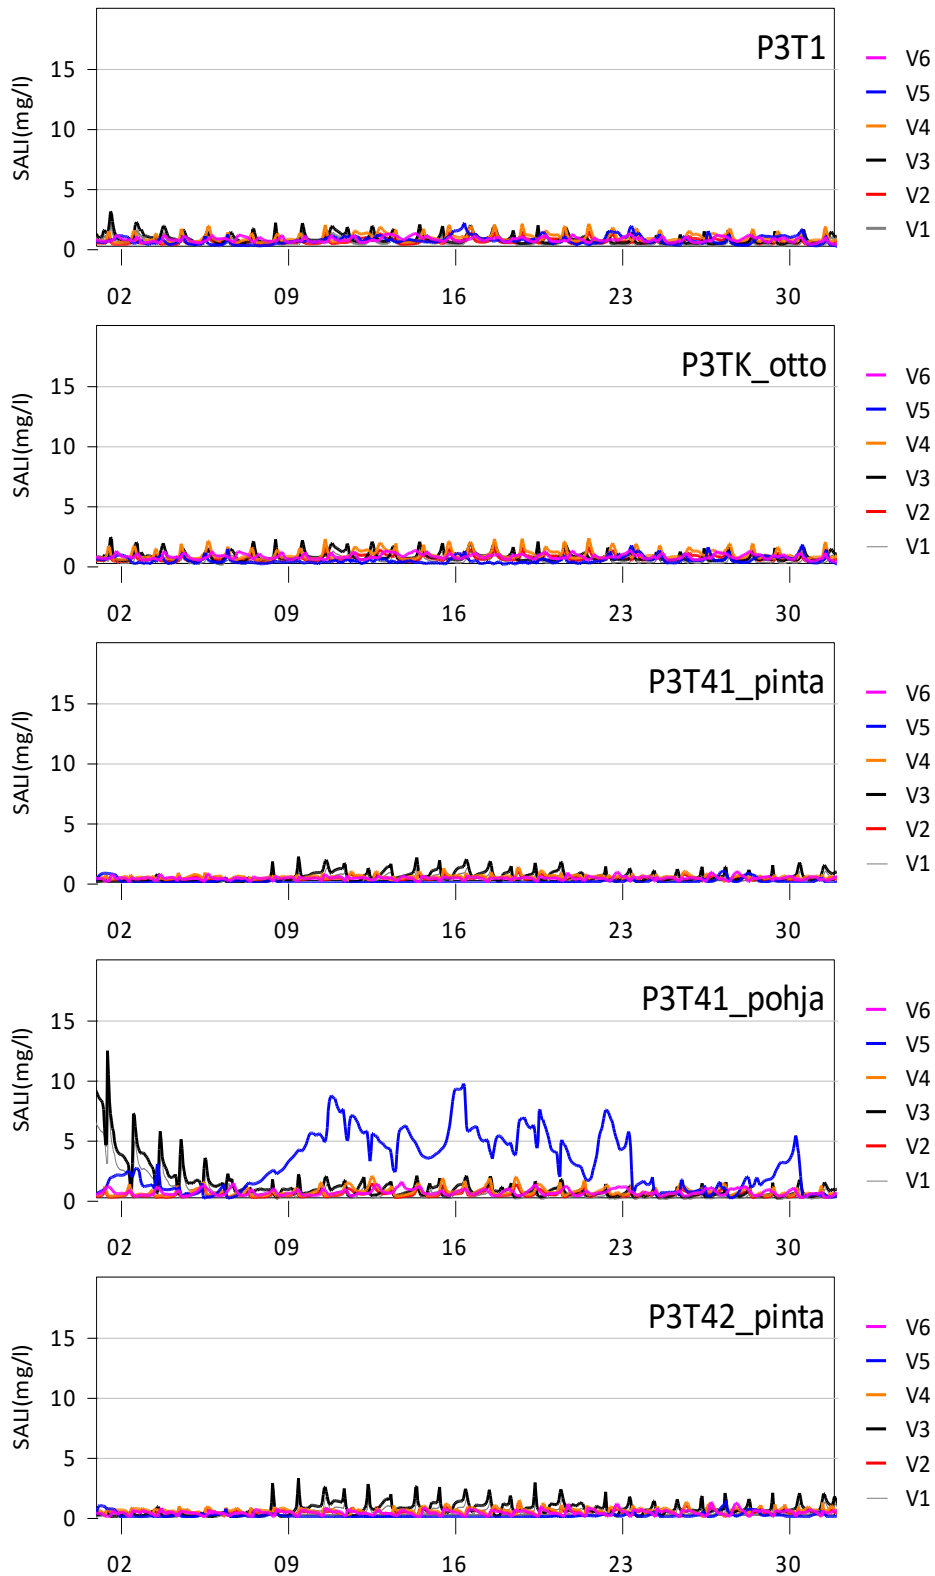 P3T1
SALI(mg/l)
15
10
5
0
02 09 16 23 30
V6
V5
V4
V3
V2
V1
P3TK_otto
SALI(mg/l)
15
10
5
0
02 09 16 23 30
V6
V5
V4
V3
V2
V1
P3T41_pinta
SALI(mg/l)
15
10
5
0
02 09 16 23 30
V6
V5
V4
V3
V2
V1
P3T41_pohja
SALI(mg/l)
15
10
5
0
02 09 16 23 30
V6
V5
V4
V3
V2
V1
P3T42_pinta
SALI(mg/l)
15
10
5
0
02 09 16 23 30
V6
V5
V4
V3
V2
V1